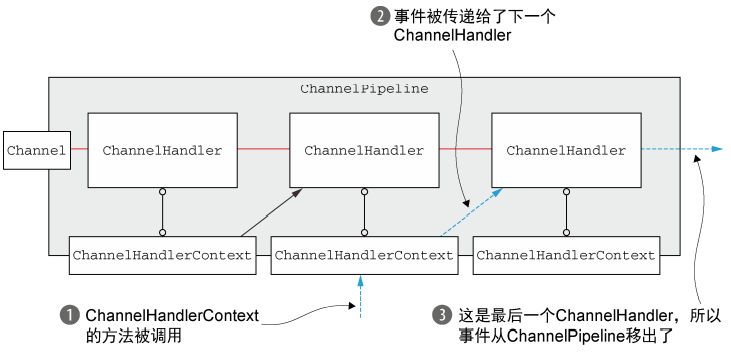 2 事件被传递给了下一个
ChannelHandler
ChannelPipeline
Channel
ChannelHandler
ChannelHandler
ChannelHandler
ChannelHandlerContext
ChannelHandlerContext
ChannelHandlerContext
1 ChannelHandlerContext
的方法被调用
3 这是最后一个ChannelHandler，所以
事件从ChannelPipeline移出了